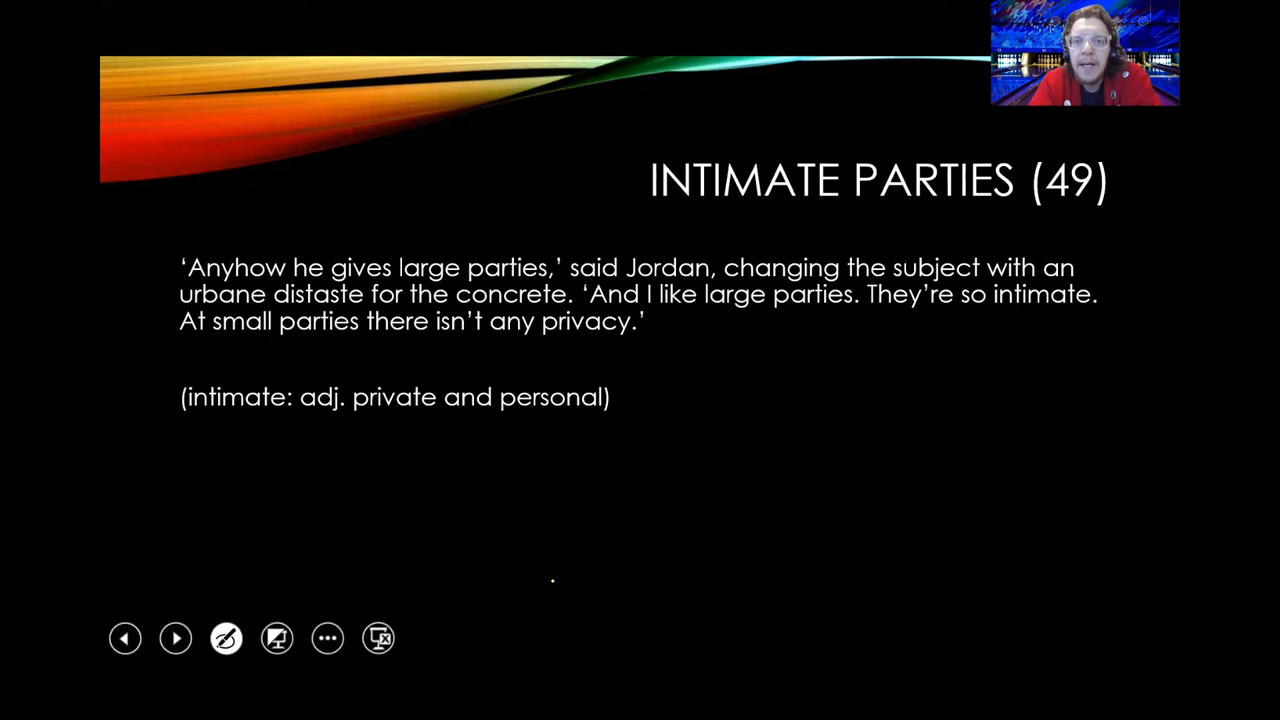 INTIMATE PARTIES (49)
‘Anyhow he gives large parties,’ said Jordan, changing the subject with an
urbane distaste for the concrete. ‘And I like large parties. They’re so intimate.
At small parties there isn’t any privacy.’
(intimate: adj. private and personal)